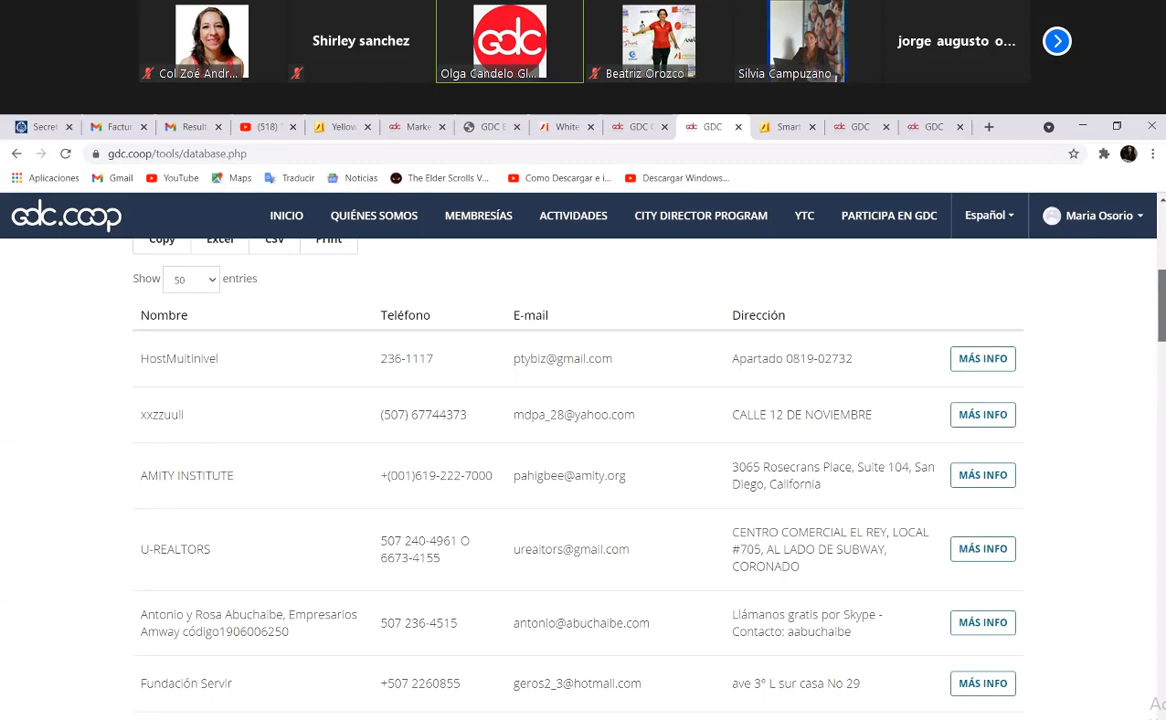 Col Zoé Andr...
Shirley sanchez
gdc
Olga Candelo Gl...
Beatriz Orozco
Silvia Campuzano
jorge augusto o...
Secret
Factur
Result
(518)
Yellow
Marke
GDC E
White
GDC
GDC
Smart
GDC
GDC
gdc.coop/tools/database.php
Aplicaciones
Gmail
YouTube
Maps
Traducir
Noticias
The Elder Scrolls V...
Como Descargar e i...
Descargar Windows...
gdc.coop
INICIO
QUIÉNES SOMOS
MEMBRESÍAS
ACTIVIDADES
CITY DIRECTOR PROGRAM
YTC
PARTICIPA EN GDC
Español
Maria Osorio
Copy
Excel
CSV
Print
Show 50 entries
Nombre Teléfono E-mail Dirección
HostMultinivel 236-1117 ptybiz@gmail.com Apartado 0819-02732 MÁS INFO
xxzzuull (507) 67744373 mdpa_28@yahoo.com CALLE 12 DE NOVIEMBRE MÁS INFO
3065 Rosecrans Place, Suite 104, San
AMITY INSTITUTE +(001)619-222-7000 pahigbee@amity.org MÁS INFO
Diego, California
CENTRO COMERCIAL EL REY, LOCAL
507 240-4961 O
U-REALTORS urealtors@gmail.com #705, AL LADO DE SUBWAY, MÁS INFO
6673-4155
CORONADO
Antonio y Rosa Abuchaibe, Empresarios Llámanos gratis por Skype -
507 236-4515 antonio@abuchaibe.com MÁS INFO
Amway código1906006250 Contacto: aabuchaibe
Fundación Servir +507 2260855 geros2_3@hotmail.com ave 3° L sur casa No 29 MÁS INFO